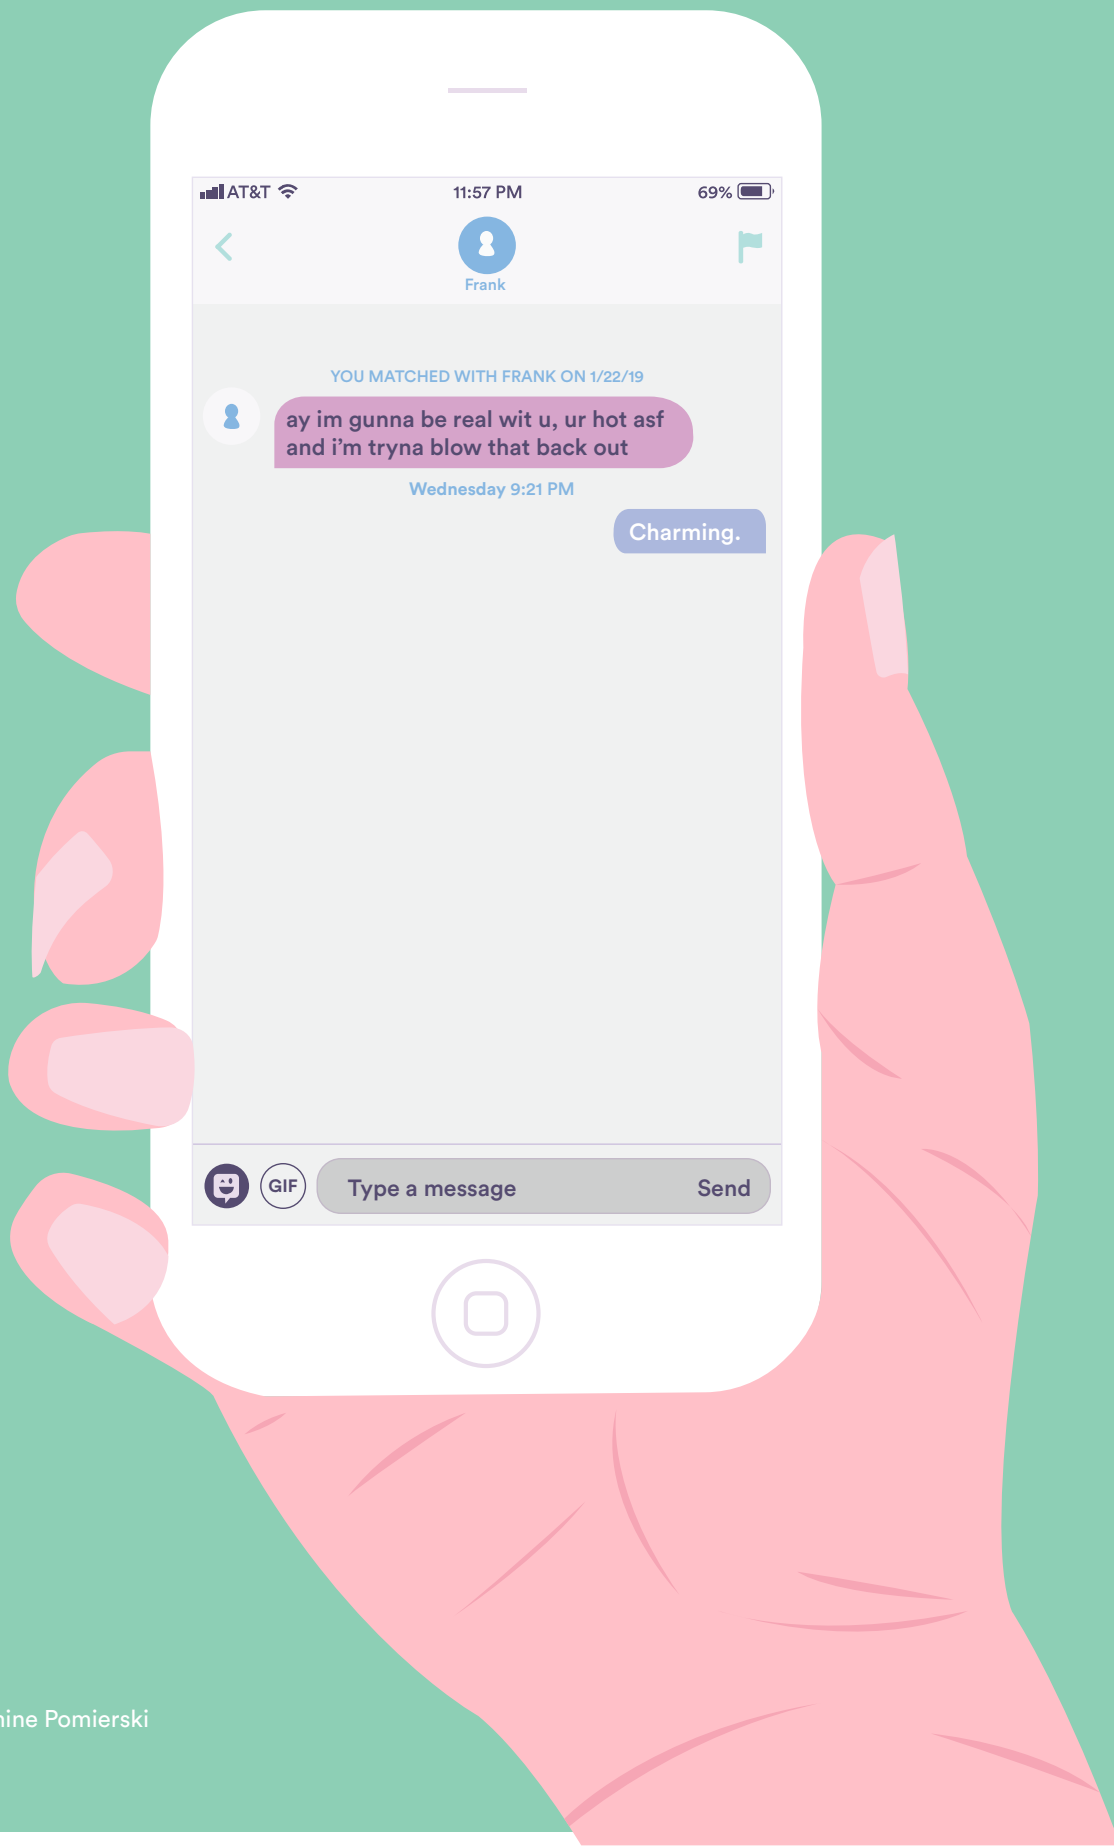 AT&T 11:57 PM 69%
Frank
YOU MATCHED WITH FRANK ON 1/22/19
ay im gunna be real wit u, ur hot asf
and i'm tryna blow that back out
Wednesday 9:21 PM
Charming.
GIF Type a message Send
Pomierski